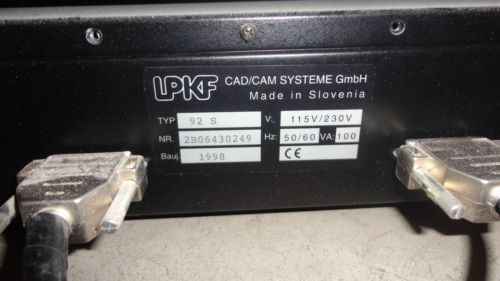 LPKF CAD/CAM SYSTEME GmbH
Made in Slovenia
TYP 92 S V: 115V/230V
NR. 2B06430249 Hz: 50/60 VA: 100
Bauj. 1998 CE